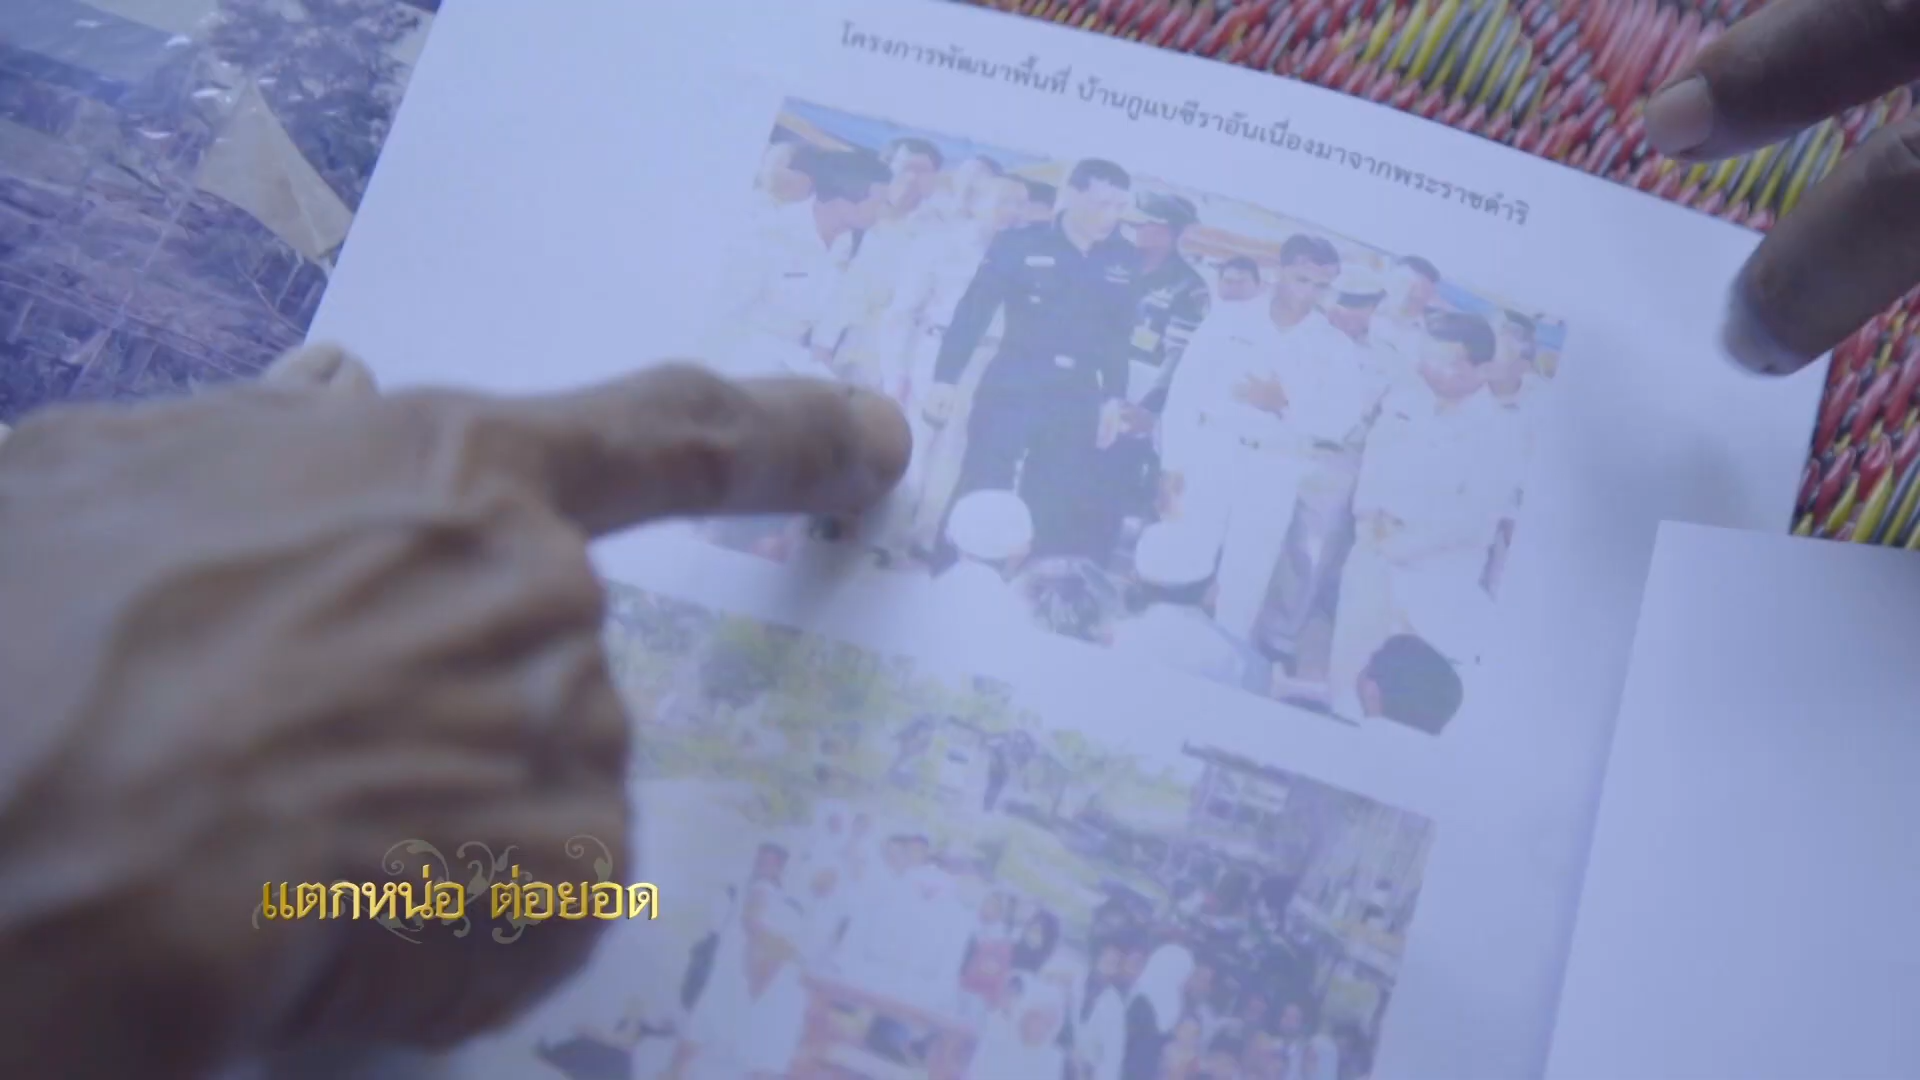 โครงการพัฒนาพื้นที่ บ้านกูแบซีราอันเนื่องมาจากพระราชดำริ
แตกหน่อ ต่อยอด